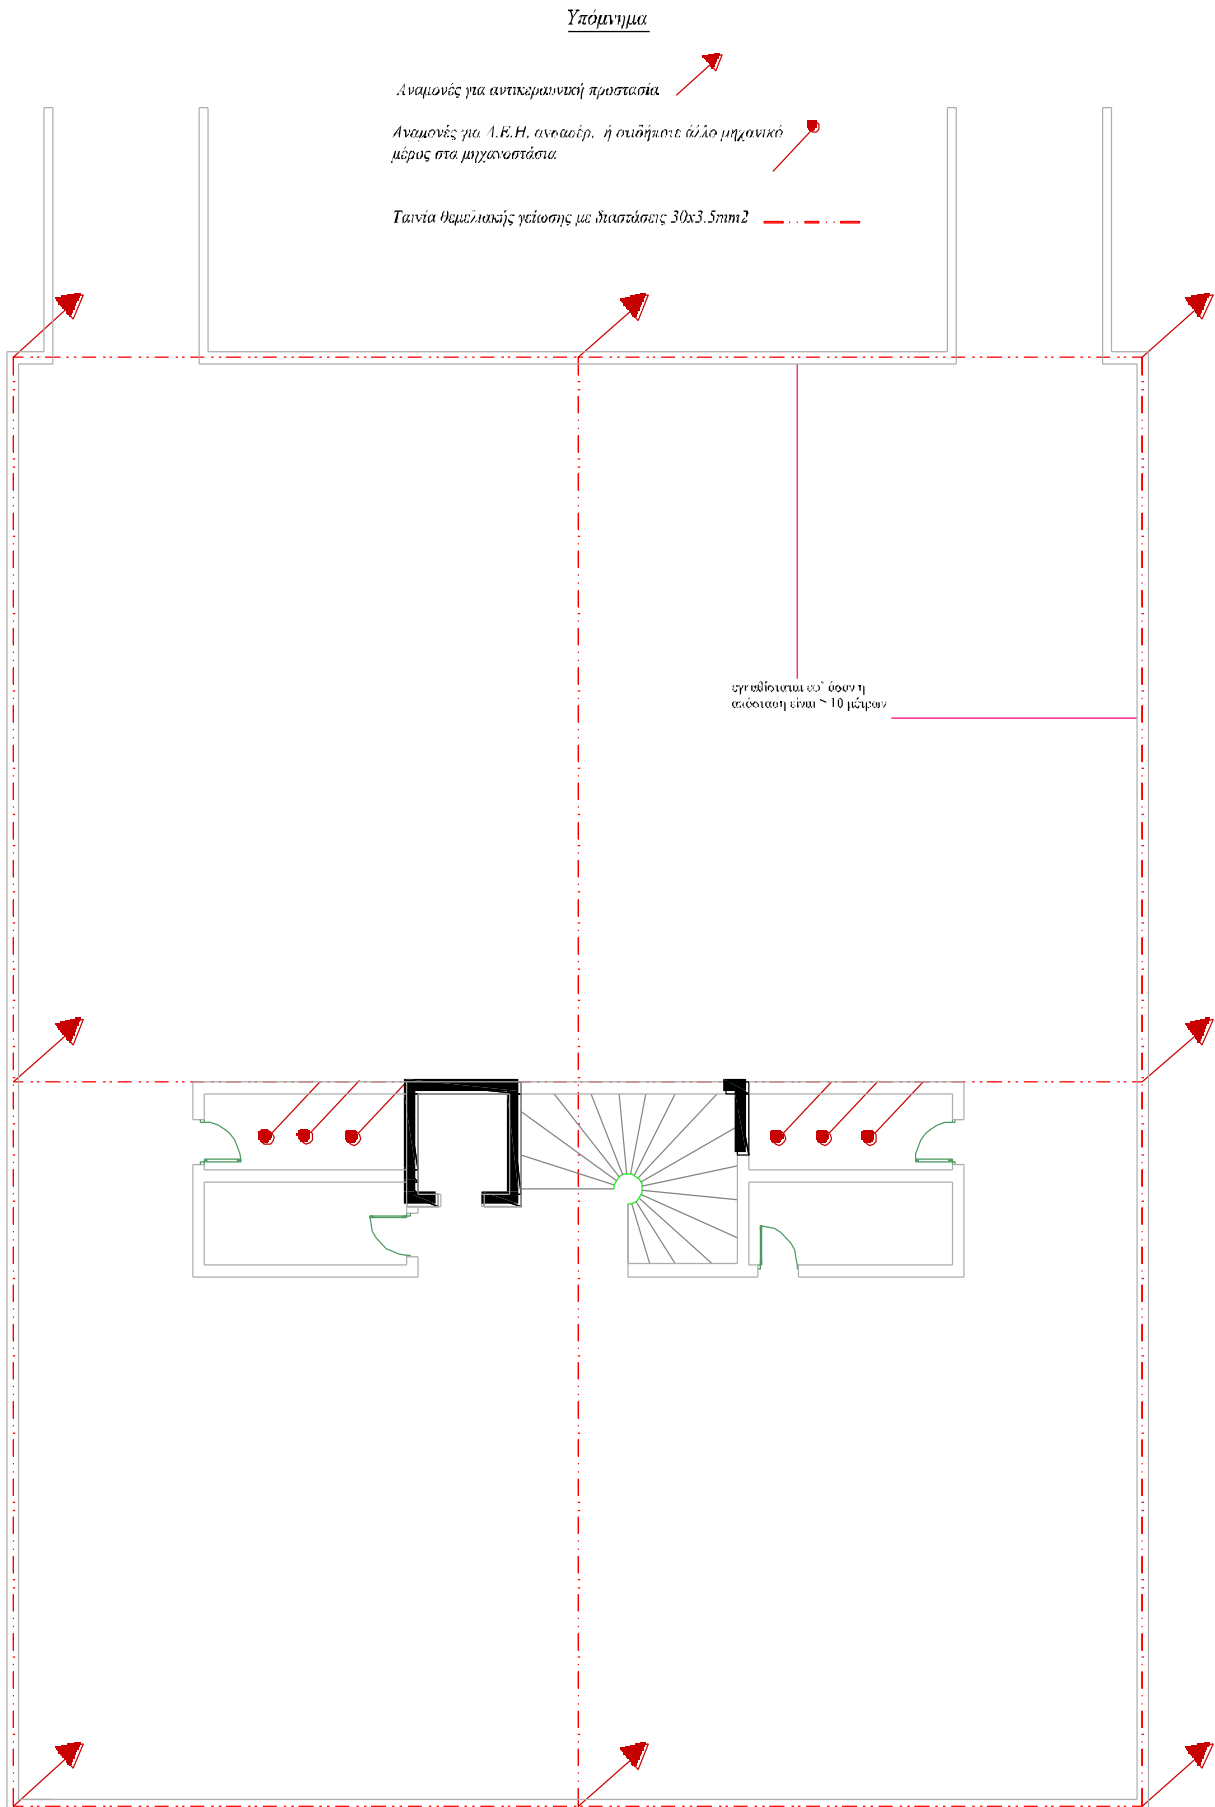 Υπόμνημα
Αναμονές για αντικεραυνική προστασία
Αναμονές για Δ.Ε.Η, ανσασέρ, ή οτιδήποτε άλλο μηχανικό
μέρος στα μηχανοστάσια
Ταινία θεμελιακής γείωσης με διαστάσεις 30x3.5mm2
εγκαθίσταται εφ' όσον η
απόσταση είναι > 10 μέτρων